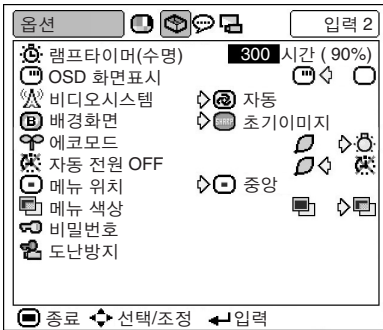 옵션 입력 2
램프타이머(수명) 300 시간 ( 90%)
OSD 화면표시
비디오시스템 자동
B 배경화면 SHARP 초기이미지
에코모드
자동 전원 OFF
메뉴 위치 중앙
메뉴 색상
비밀번호
도난방지
종료 선택/조정 입력